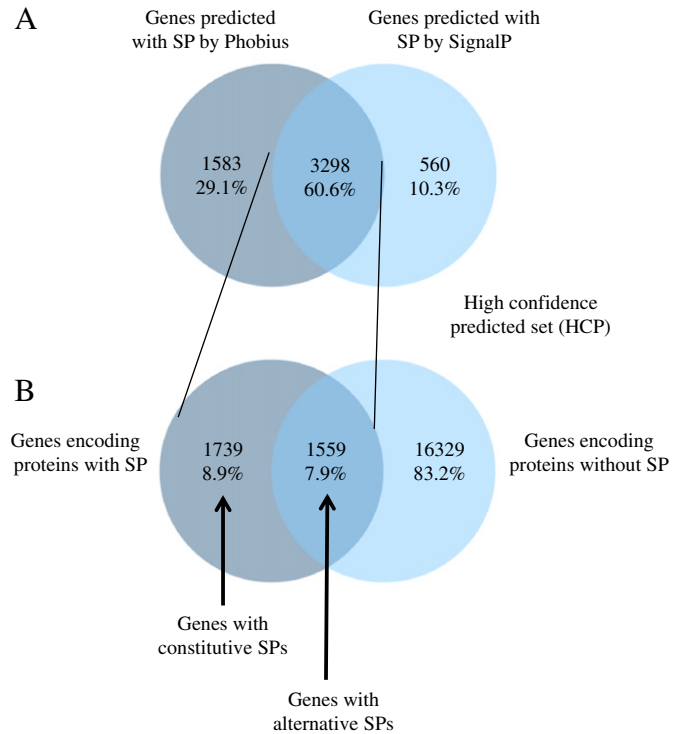 A
Genes predicted
with SP by Phobius
Genes predicted with
SP by SignalP
1583
29.1%
3298
60.6%
560
10.3%
High confidence
predicted set (HCP)
B
Genes encoding
proteins with SP
1739
8.9%
1559
7.9%
16329
83.2%
Genes encoding
proteins without SP
Genes with
constitutive SPs
Genes with
alternative SPs